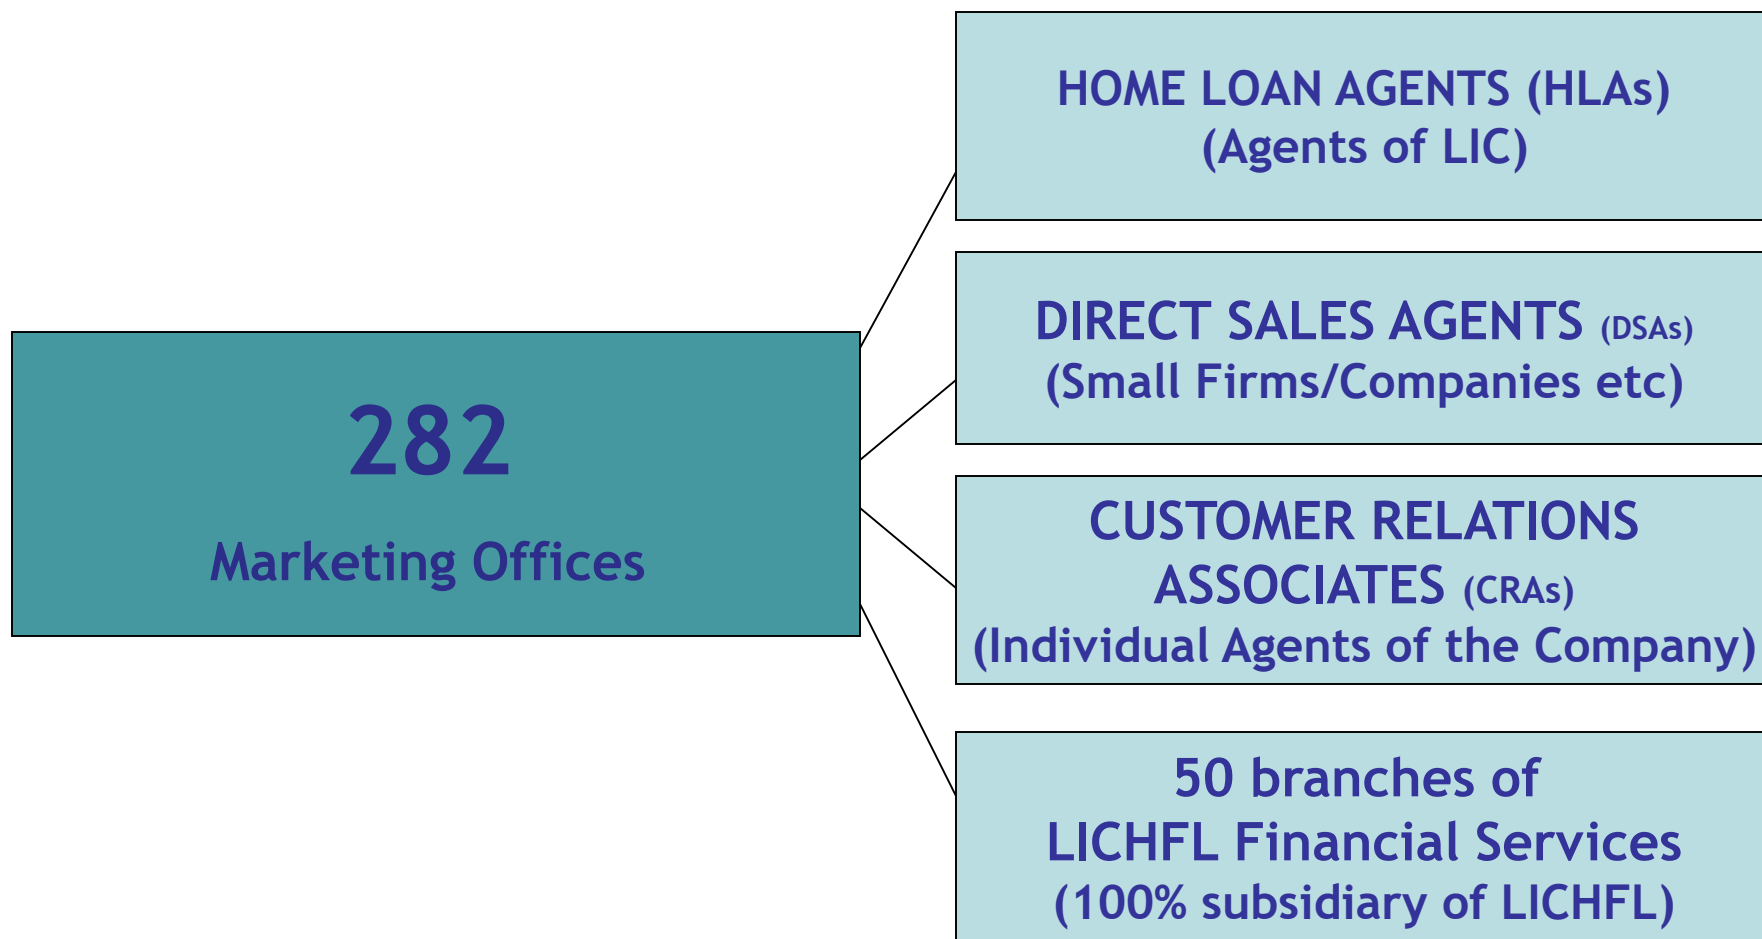 HOME LOAN AGENTS (HLAs)
(Agents of LIC)
DIRECT SALES AGENTS (DSAs)
(Small Firms/Companies etc)
282
Marketing Offices
CUSTOMER RELATIONS
ASSOCIATES (CRAs)
(Individual Agents of the Company)
50 branches of
LICHFL Financial Services
(100% subsidiary of LICHFL)